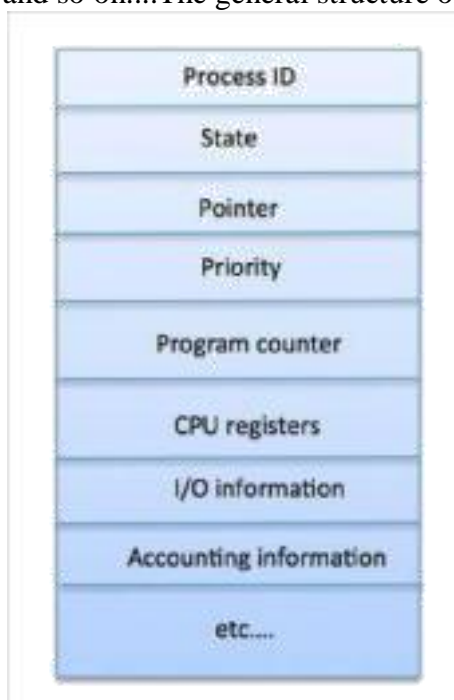 and so on....The general structure o
Process ID
State
Pointer
Priority
Program counter
CPU registers
I/O information
Accounting information
etc....